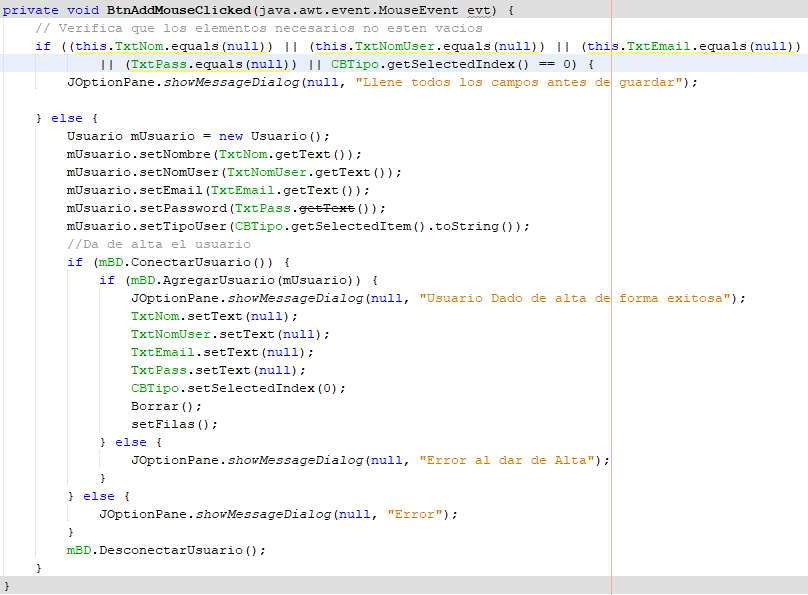 private void BtnAddMouseClicked(java.awt.event.MouseEvent evt) {
    // Verifica que los elementos necesarios no esten vacios
    if ((this.TxtNom.equals(null)) || (this.TxtNomUser.equals(null)) || (this.TxtEmail.equals(null))
            || (TxtPass.equals(null)) || CBTipo.getSelectedIndex() == 0) {
        JOptionPane.showMessageDialog(null, "Llene todos los campos antes de guardar");
    } else {
        Usuario mUsuario = new Usuario();
        mUsuario.setNombre(TxtNom.getText());
        mUsuario.setNomUser(TxtNomUser.getText());
        mUsuario.setEmail(TxtEmail.getText());
        mUsuario.setPassword(TxtPass.getText());
        mUsuario.setTipoUser(CBTipo.getSelectedItem().toString());
        //Da de alta el usuario
        if (mBD.ConectarUsuario()) {
            if (mBD.AgregarUsuario(mUsuario)) {
                JOptionPane.showMessageDialog(null, "Usuario Dado de alta de forma exitosa");
                TxtNom.setText(null);
                TxtNomUser.setText(null);
                TxtEmail.setText(null);
                TxtPass.setText(null);
                CBTipo.setSelectedIndex(0);
                Borrar();
                setFilas();
            } else {
                JOptionPane.showMessageDialog(null, "Error al dar de Alta");
            }
        } else {
            JOptionPane.showMessageDialog(null, "Error");
        }
        mBD.DesconectarUsuario();
    }
}